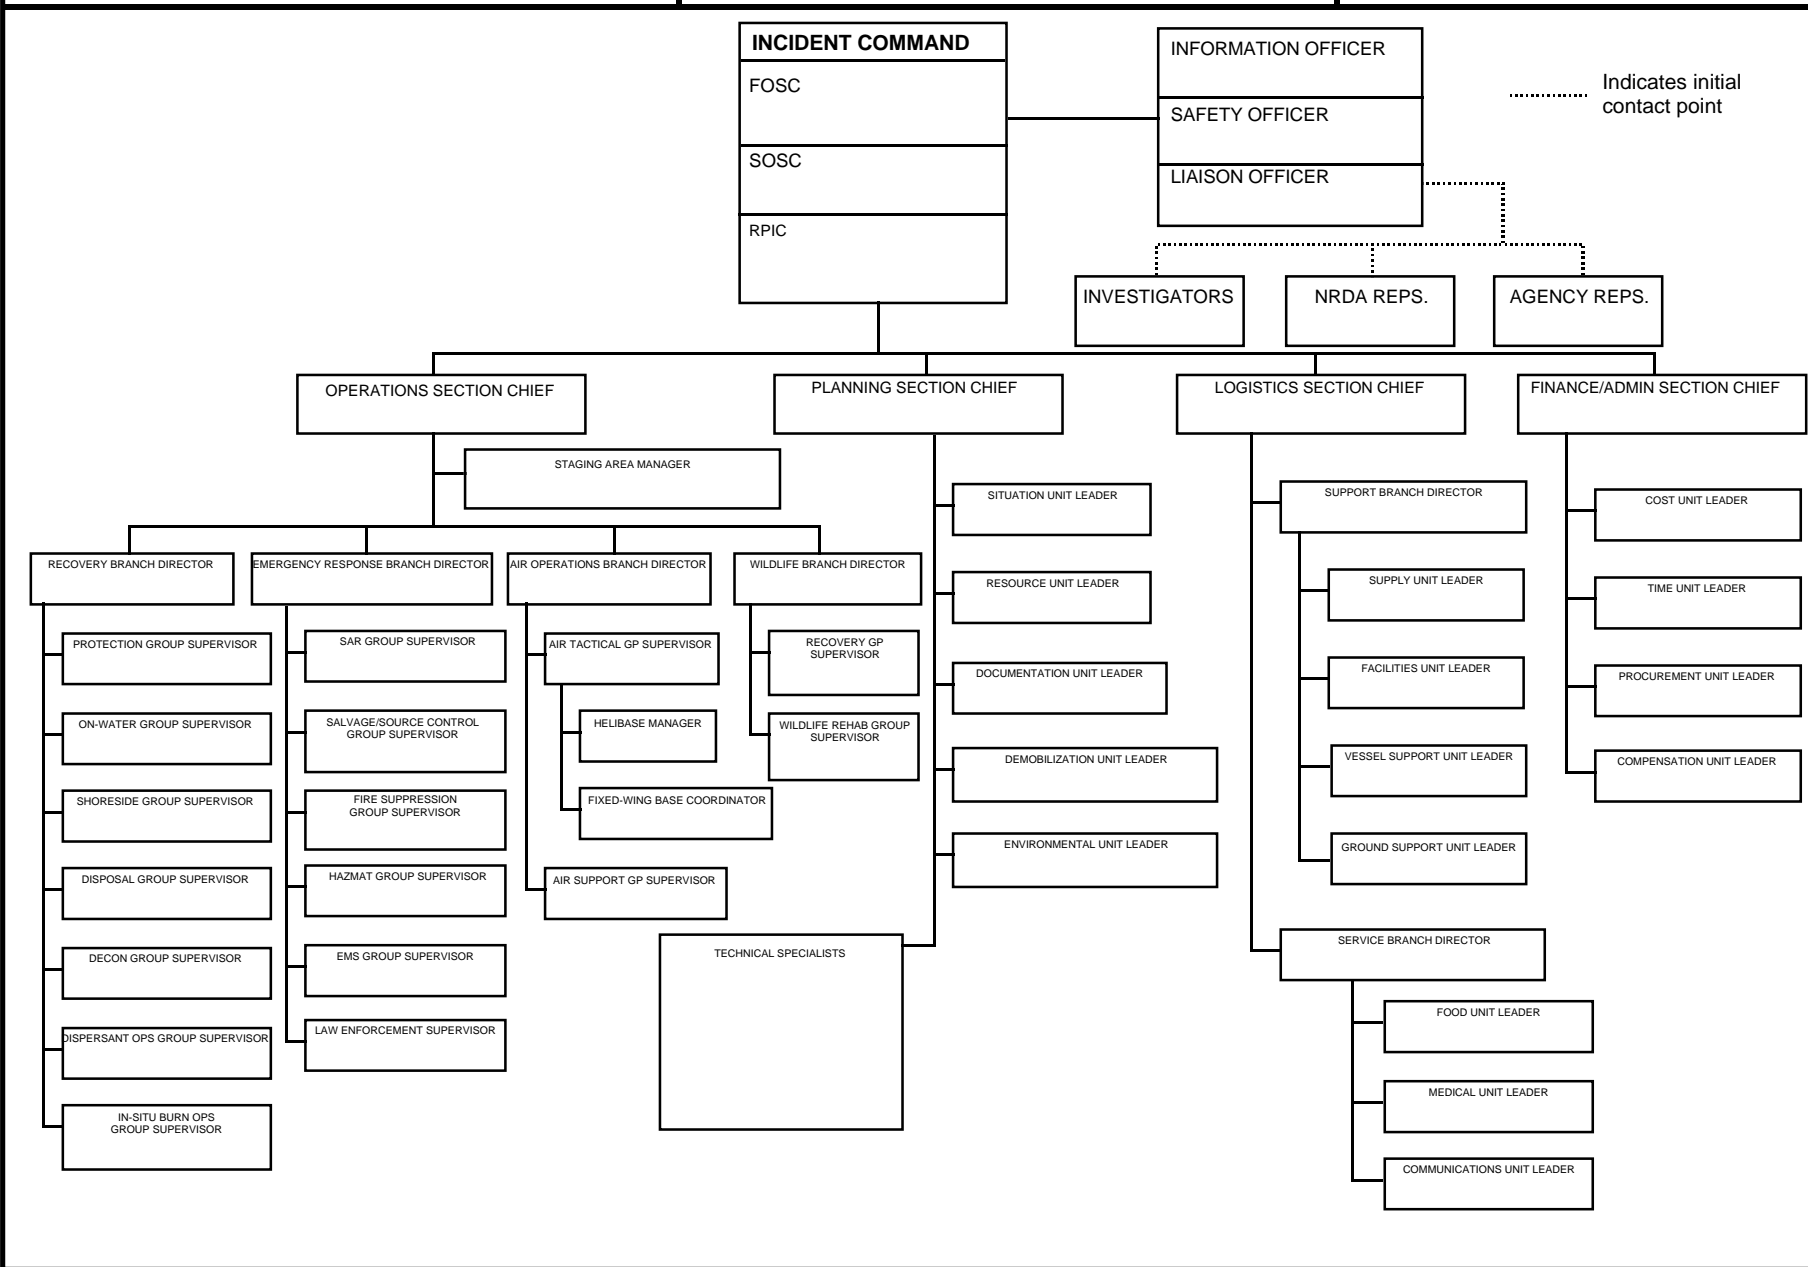 INCIDENT COMMAND
FOSC
SOSC
RPIC
INFORMATION OFFICER
SAFETY OFFICER
LIAISON OFFICER
Indicates initial
contact point
INVESTIGATORS
NRDA REPS.
AGENCY REPS.
OPERATIONS SECTION CHIEF
PLANNING SECTION CHIEF
LOGISTICS SECTION CHIEF
FINANCE/ADMIN SECTION CHIEF
STAGING AREA MANAGER
RECOVERY BRANCH DIRECTOR
PROTECTION GROUP SUPERVISOR
ON-WATER GROUP SUPERVISOR
SHORESIDE GROUP SUPERVISOR
DISPOSAL GROUP SUPERVISOR
DECON GROUP SUPERVISOR
DISPERSANT OPS GROUP SUPERVISOR
IN-SITU BURN OPS
GROUP SUPERVISOR
EMERGENCY RESPONSE BRANCH DIRECTOR
SAR GROUP SUPERVISOR
SALVAGE/SOURCE CONTROL
GROUP SUPERVISOR
FIRE SUPPRESSION
GROUP SUPERVISOR
HAZMAT GROUP SUPERVISOR
EMS GROUP SUPERVISOR
LAW ENFORCEMENT SUPERVISOR
AIR OPERATIONS BRANCH DIRECTOR
AIR TACTICAL GP SUPERVISOR
HELIBASE MANAGER
FIXED-WING BASE COORDINATOR
AIR SUPPORT GP SUPERVISOR
WILDLIFE BRANCH DIRECTOR
RECOVERY GP
SUPERVISOR
WILDLIFE REHAB GROUP
SUPERVISOR
SITUATION UNIT LEADER
RESOURCE UNIT LEADER
DOCUMENTATION UNIT LEADER
DEMOBILIZATION UNIT LEADER
ENVIRONMENTAL UNIT LEADER
TECHNICAL SPECIALISTS
SUPPORT BRANCH DIRECTOR
SUPPLY UNIT LEADER
FACILITIES UNIT LEADER
VESSEL SUPPORT UNIT LEADER
GROUND SUPPORT UNIT LEADER
SERVICE BRANCH DIRECTOR
FOOD UNIT LEADER
MEDICAL UNIT LEADER
COMMUNICATIONS UNIT LEADER
COST UNIT LEADER
TIME UNIT LEADER
PROCUREMENT UNIT LEADER
COMPENSATION UNIT LEADER